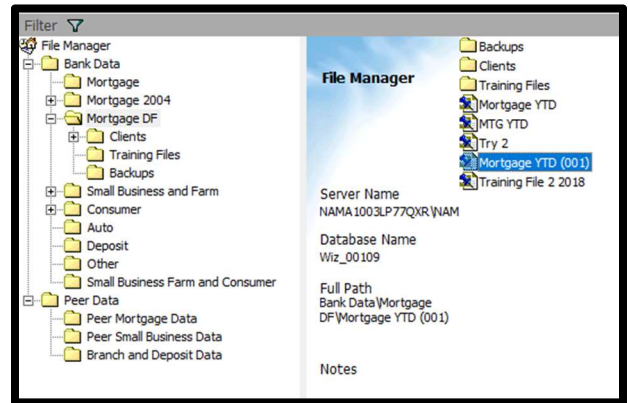 Filter
File Manager
Bank Data
Mortgage
Mortgage 2004
Mortgage DF
Clients
Training Files
Backups
Small Business and Farm
Consumer
Auto
Deposit
Other
Small Business Farm and Consumer
Peer Data
Peer Mortgage Data
Peer Small Business Data
Branch and Deposit Data
File Manager
Server Name
NAMA1003LP77QXR\NAM
Database Name
Wiz_00109
Full Path
Bank Data\Mortgage
DF\Mortgage YTD (001)
Notes
Backups
Clients
Training Files
Mortgage YTD
MTG YTD
Try 2
Mortgage YTD (001)
Training File 2 2018